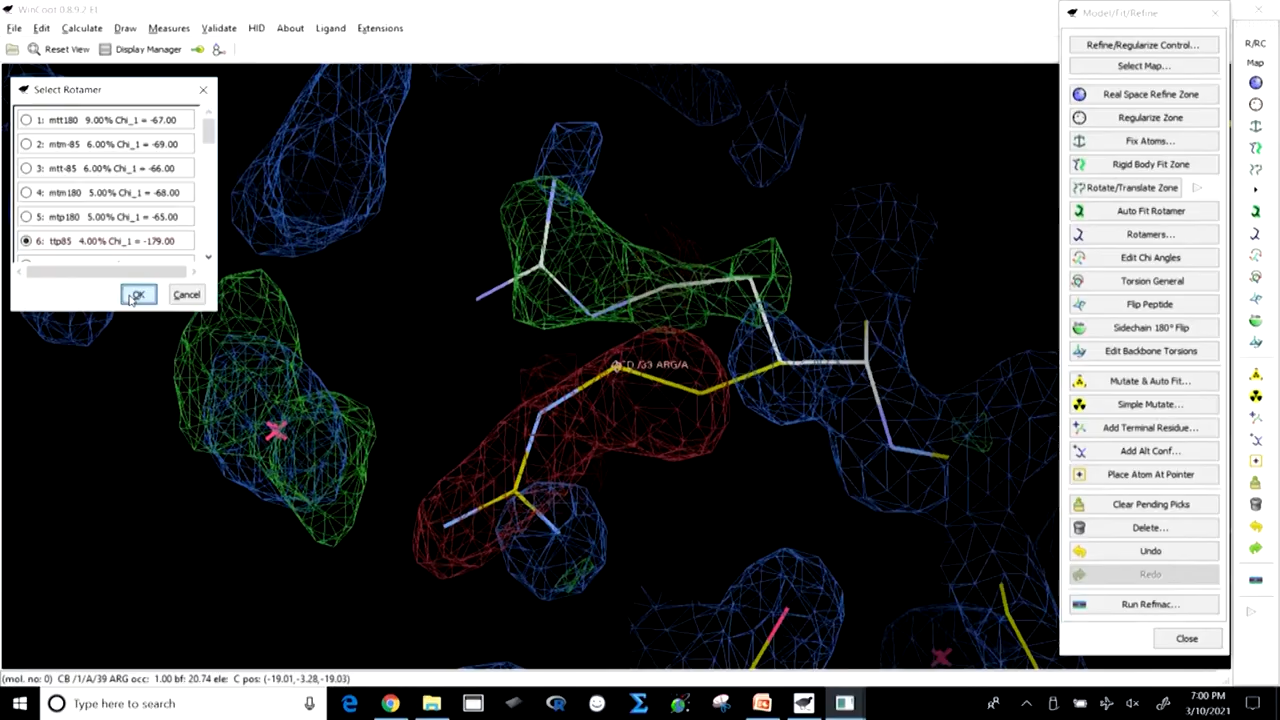 WinCoot 0.8.9.2 EL
File Edit Calculate Draw Measures Validate HID About Ligand Extensions
Reset View Display Manager
Select Rotamer
1: mtt180 9.00% Chi_1 = -67.00
2: mtm-85 6.00% Chi_1 = -69.00
3: mtt-85 6.00% Chi_1 = -66.00
4: mtm180 5.00% Chi_1 = -68.00
5: mtp180 5.00% Chi_1 = -65.00
6: ttp85 4.00% Chi_1 = -179.00
OK Cancel
/39 ARG/A
Model/Fit/Refine
Refine/Regularize Control...
Select Map...
Real Space Refine Zone
Regularize Zone
Fix Atoms...
Rigid Body Fit Zone
Rotate/Translate Zone
Auto Fit Rotamer
Rotamers...
Edit Chi Angles
Torsion General
Flip Peptide
Sidechain 180° Flip
Edit Backbone Torsions
Mutate & Auto Fit...
Simple Mutate...
Add Terminal Residue...
Add Alt Conf...
Place Atom At Pointer
Clear Pending Picks
Delete...
Undo
Redo
Run Refmac...
Close
R/RC
Map
(mol. no: 0) CB /1/A/39 ARG occ: 1.00 bf: 20.74 ele: C pos: (-19.01,-3.28,-19.03)
Type here to search
7:00 PM
3/10/2021